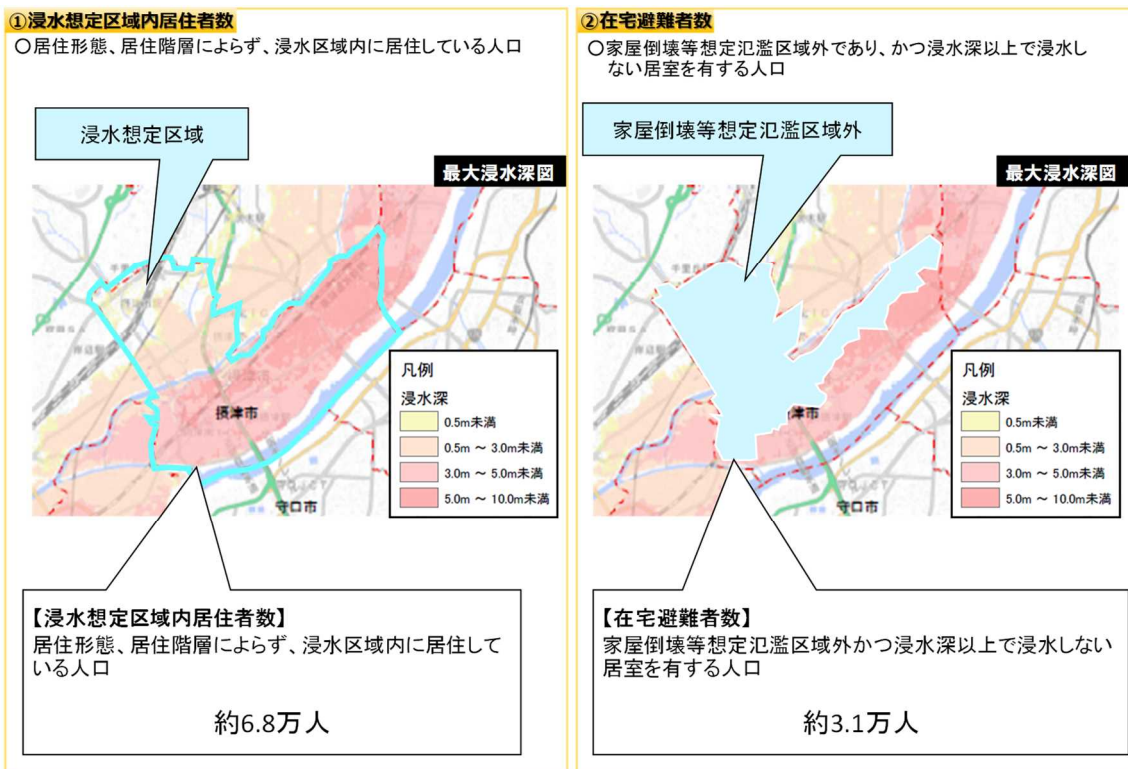 ①浸水想定区域内居住者数
○居住形態、居住階層によらず、浸水区域内に居住している人口
浸水想定区域
最大浸水深図
摂津市
守口市
凡例
浸水深
0.5m未満
0.5m ～ 3.0m未満
3.0m ～ 5.0m未満
5.0m ～ 10.0m未満
【浸水想定区域内居住者数】
居住形態、居住階層によらず、浸水区域内に居住して
いる人口
約6.8万人
②在宅避難者数
○家屋倒壊等想定氾濫区域外であり、かつ浸水深以上で浸水し
ない居室を有する人口
家屋倒壊等想定氾濫区域外
最大浸水深図
津市
守口市
凡例
浸水深
0.5m未満
0.5m ～ 3.0m未満
3.0m ～ 5.0m未満
5.0m ～ 10.0m未満
【在宅避難者数】
家屋倒壊等想定氾濫区域外かつ浸水深以上で浸水しない
居室を有する人口
約3.1万人